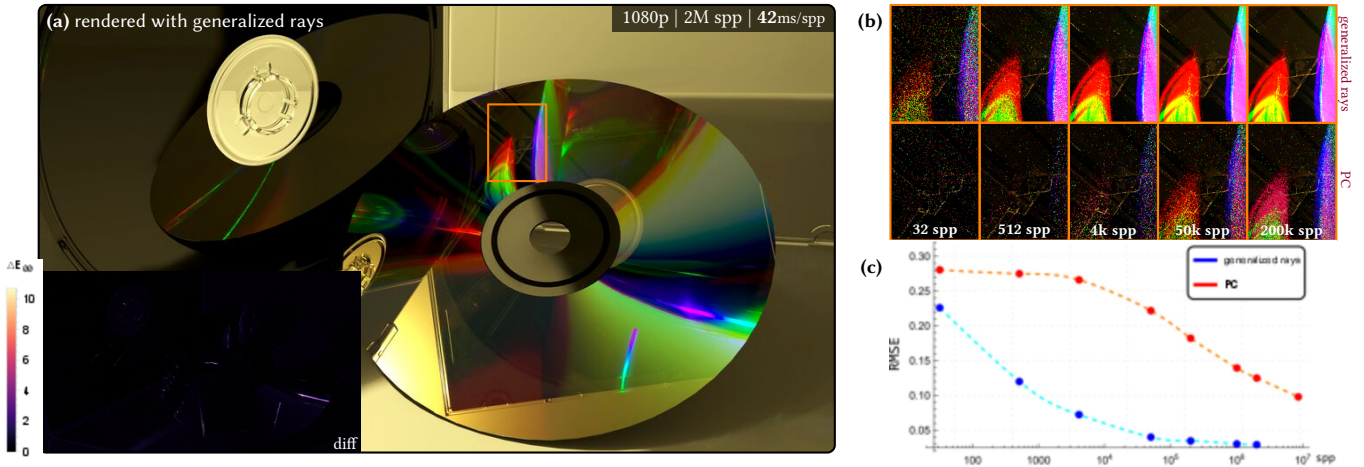 (a) rendered with generalized rays
1080p | 2M spp | 42ms/spp
ΔE
10
8
6
4
2
0
diff
(b)
generalized rays
PC
32 spp
512 spp
4k spp
50k spp
200k spp
(c)
0.30
0.25
0.20
0.15
0.10
0.05
RMSE
generalized rays
PC
100
1000
10⁴
10⁵
10⁶
10⁷
spp